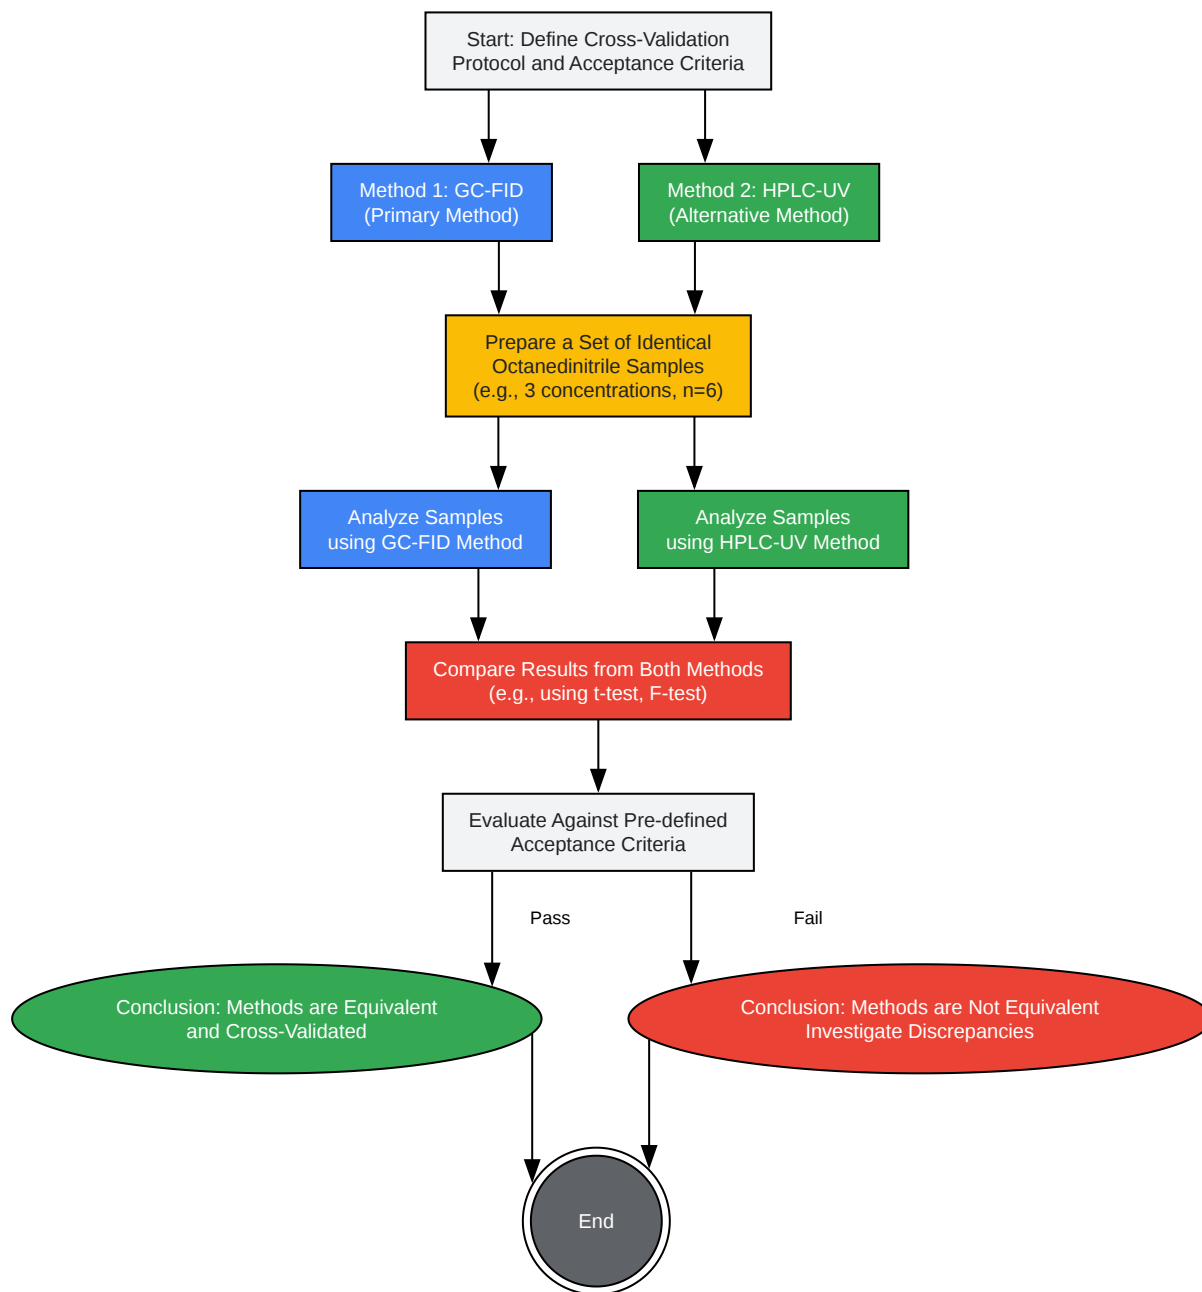 Start: Define Cross-Validation
Protocol and Acceptance Criteria
Method 1: GC-FID
(Primary Method)
Method 2: HPLC-UV
(Alternative Method)
Prepare a Set of Identical
Octanedinitrile Samples
(e.g., 3 concentrations, n=6)
Analyze Samples
using GC-FID Method
Analyze Samples
using HPLC-UV Method
Compare Results from Both Methods
(e.g., using t-test, F-test)
Evaluate Against Pre-defined
Acceptance Criteria
Pass
Fail
Conclusion: Methods are Equivalent
and Cross-Validated
Conclusion: Methods are Not Equivalent
Investigate Discrepancies
End